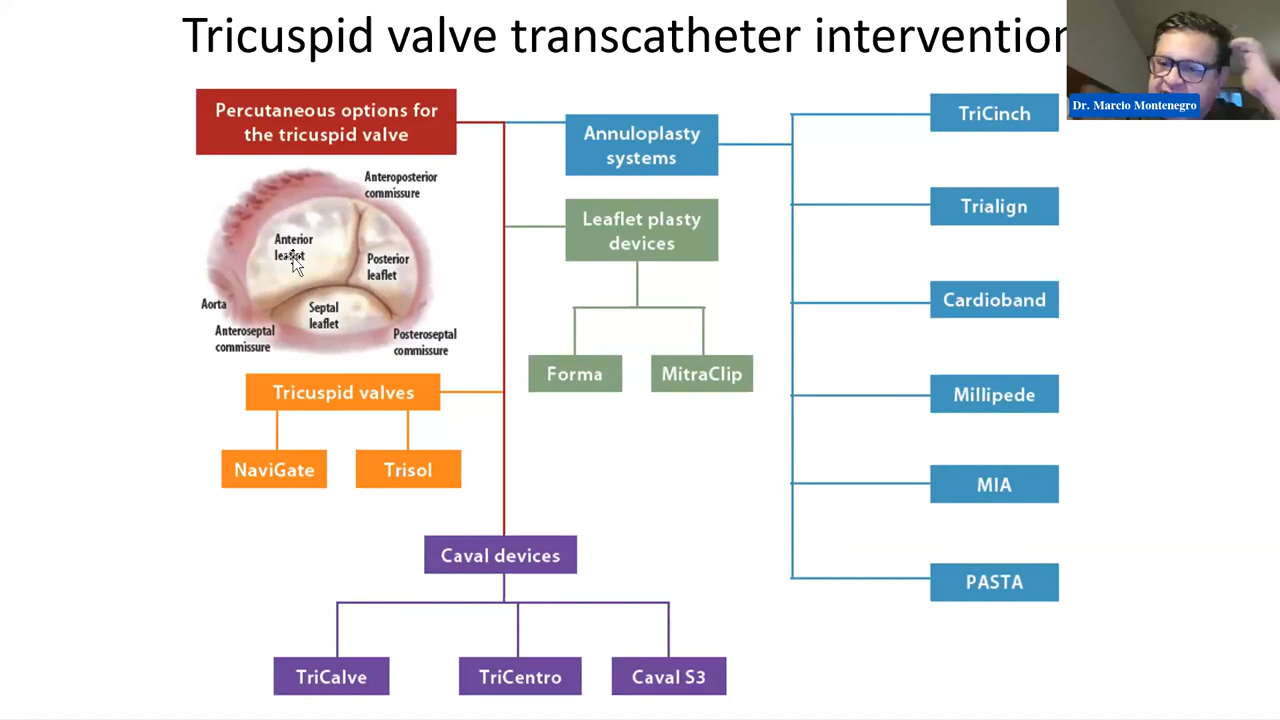 Tricuspid valve transcatheter intervention
Dr. Marcio Montenegro
Percutaneous options for
the tricuspid valve
Anteroposterior
commissure
Anterior
leaflet
Posterior
leaflet
Septal
leaflet
Aorta
Anteroseptal
commissure
Posteroseptal
commissure
Annuloplasty
systems
Leaflet plasty
devices
Forma
MitraClip
TriCinch
Trialign
Cardioband
Millipede
MIA
PASTA
Tricuspid valves
NaviGate
Trisol
Caval devices
TriCalve
TriCentro
Caval S3